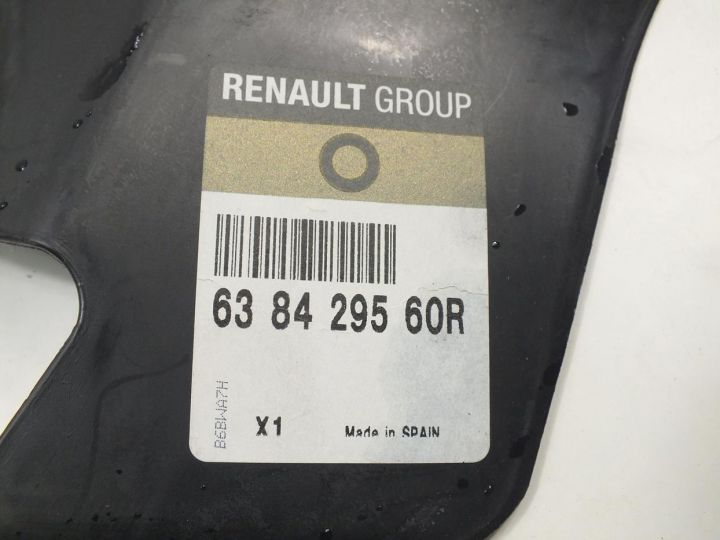 RENAULT GROUP
63 84 295 60R
B6BWA7H
X1 Made in SPAIN